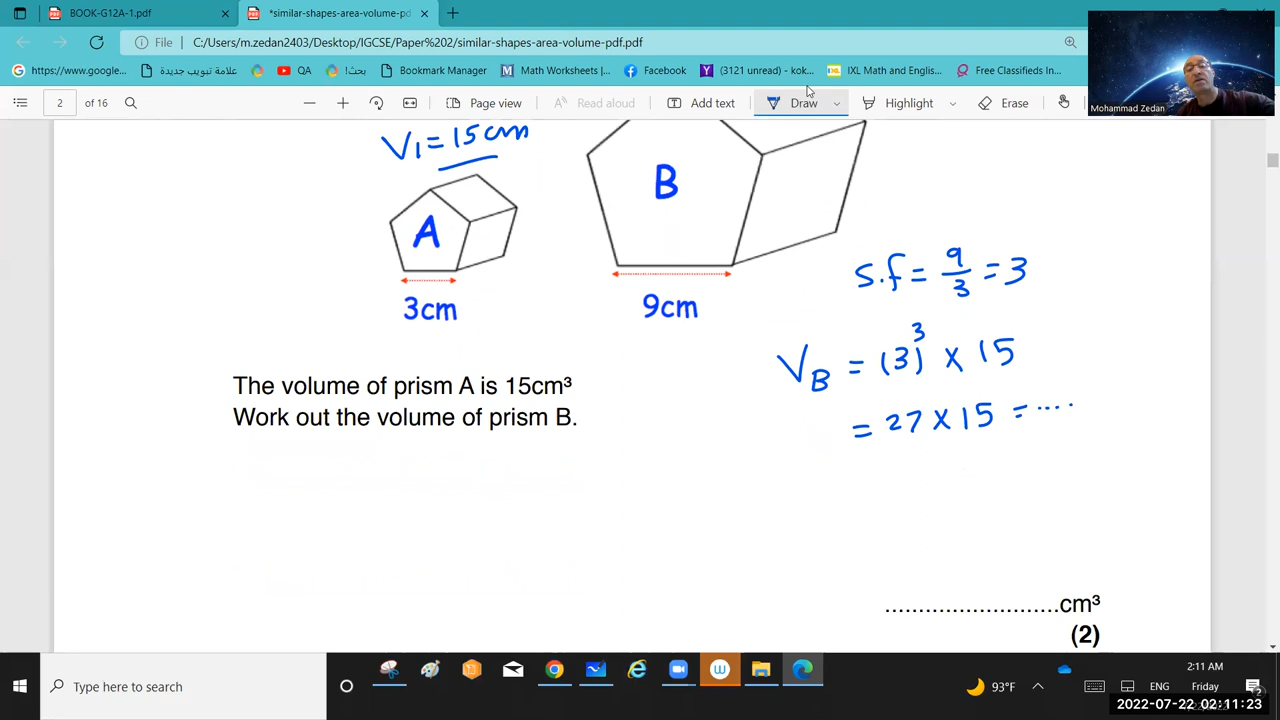 BOOK-G12A-1.pdf
*similar-shapes-area-volume-pd
File C:/Users/m.zedan2403/Desktop/IGCSE/Paper%202/similar-shapes-area-volume-pdf.pdf
https://www.google... علامة تبويب جديدة QA بحث! Bookmark Manager Math Worksheets |... Facebook (3121 unread) - kok... IXL Math and Englis... Free Classifieds In...
2 of 16 Page view Read aloud Add text Draw Highlight Erase
Mohammad Zedan
V1 = 15cm
A
B
3cm
9cm
s.f = 9/3 = 3
VB = (3)³ × 15
= 27 × 15 = ....
The volume of prism A is 15cm³
Work out the volume of prism B.
..........................cm³
(2)
Type here to search
93°F
ENG
2:11 AM
Friday
2022-07-22 02:11:23